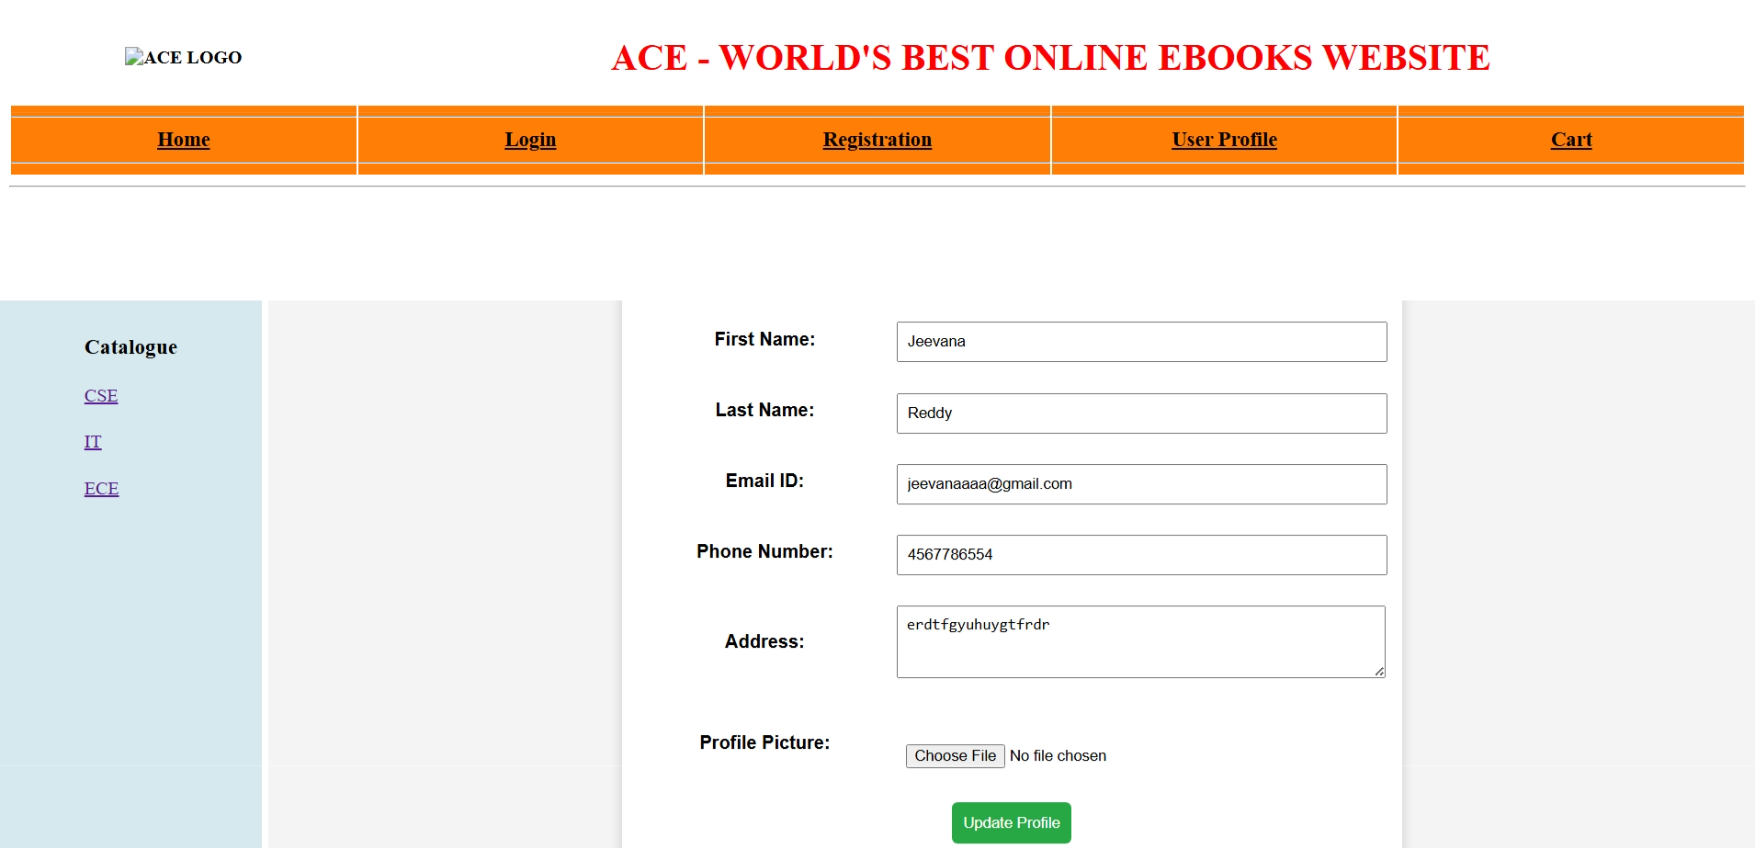 ACE LOGO
ACE - WORLD'S BEST ONLINE EBOOKS WEBSITE
Home Login Registration User Profile Cart
Catalogue
CSE
IT
ECE
First Name: Jeevana
Last Name: Reddy
Email ID: jeevanaaaa@gmail.com
Phone Number: 4567786554
Address: erdtfgyuhuygtfrdr
Profile Picture: Choose File No file chosen
Update Profile